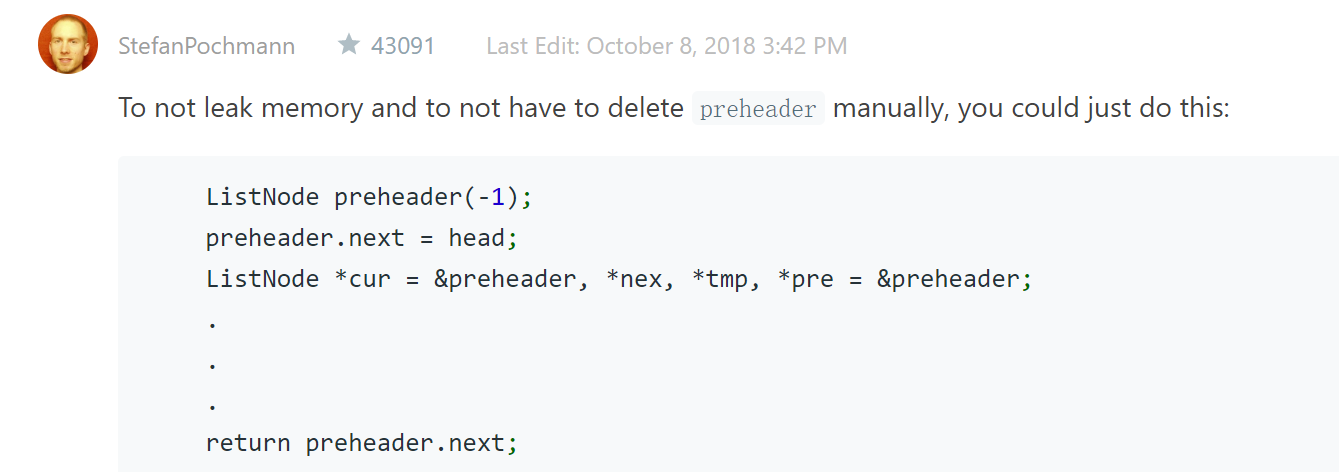 StefanPochmann ★ 43091 Last Edit: October 8, 2018 3:42 PM
To not leak memory and to not have to delete preheader manually, you could just do this:
ListNode preheader(-1);
preheader.next = head;
ListNode *cur = &preheader, *nex, *tmp, *pre = &preheader;
.
.
.
return preheader.next;